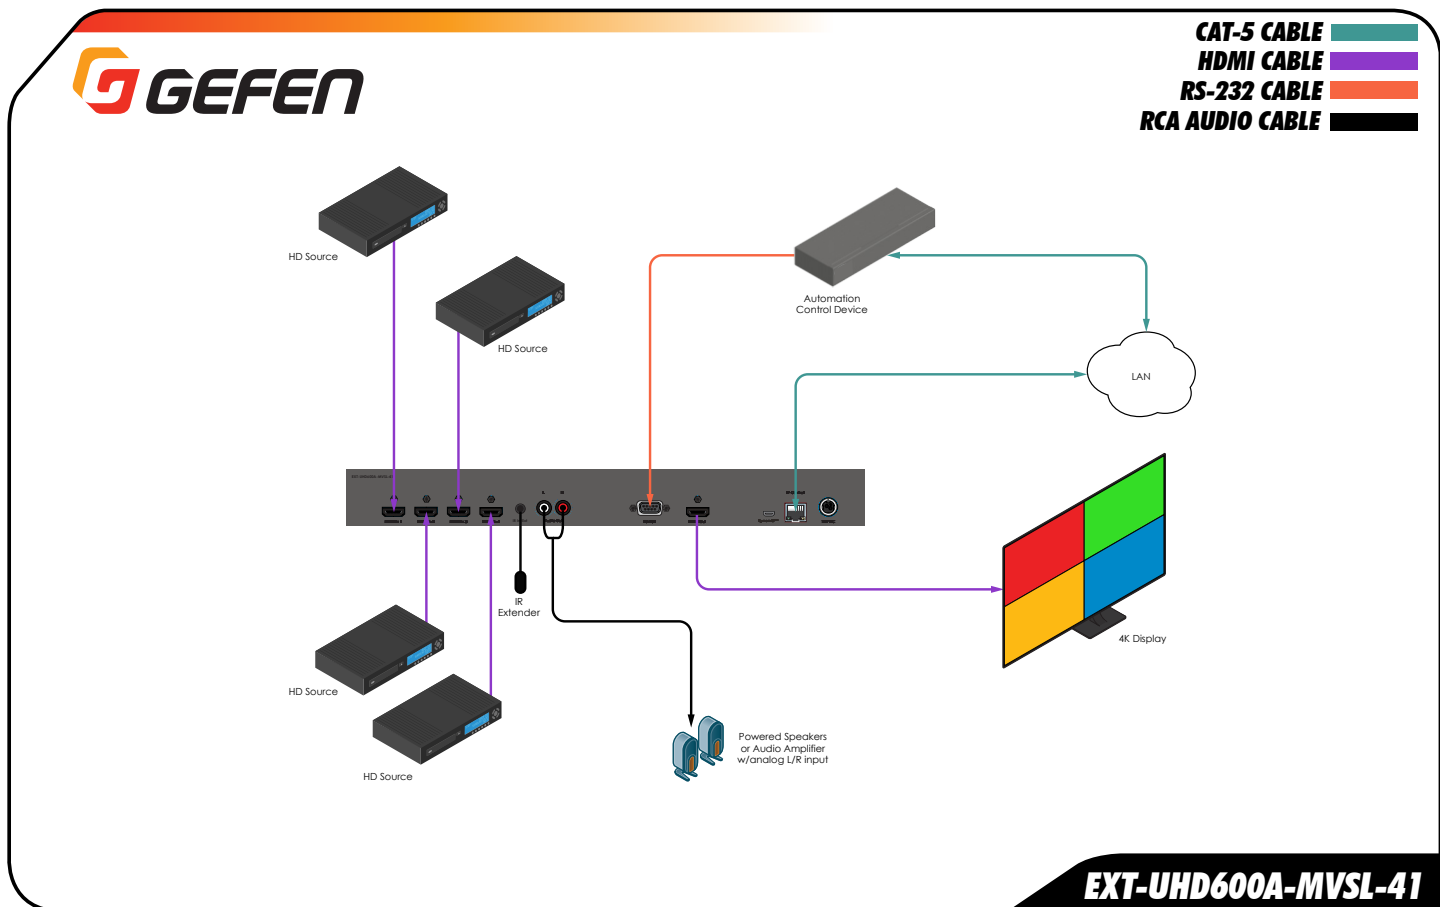 CAT-5 CABLE
HDMI CABLE
RS-232 CABLE
RCA AUDIO CABLE
GEFEN
HD Source
HD Source
Automation
Control Device
LAN
IR
Extender
4K Display
HD Source
HD Source
Powered Speakers
or Audio Amplifier
w/analog L/R input
EXT-UHD600A-MVSL-41